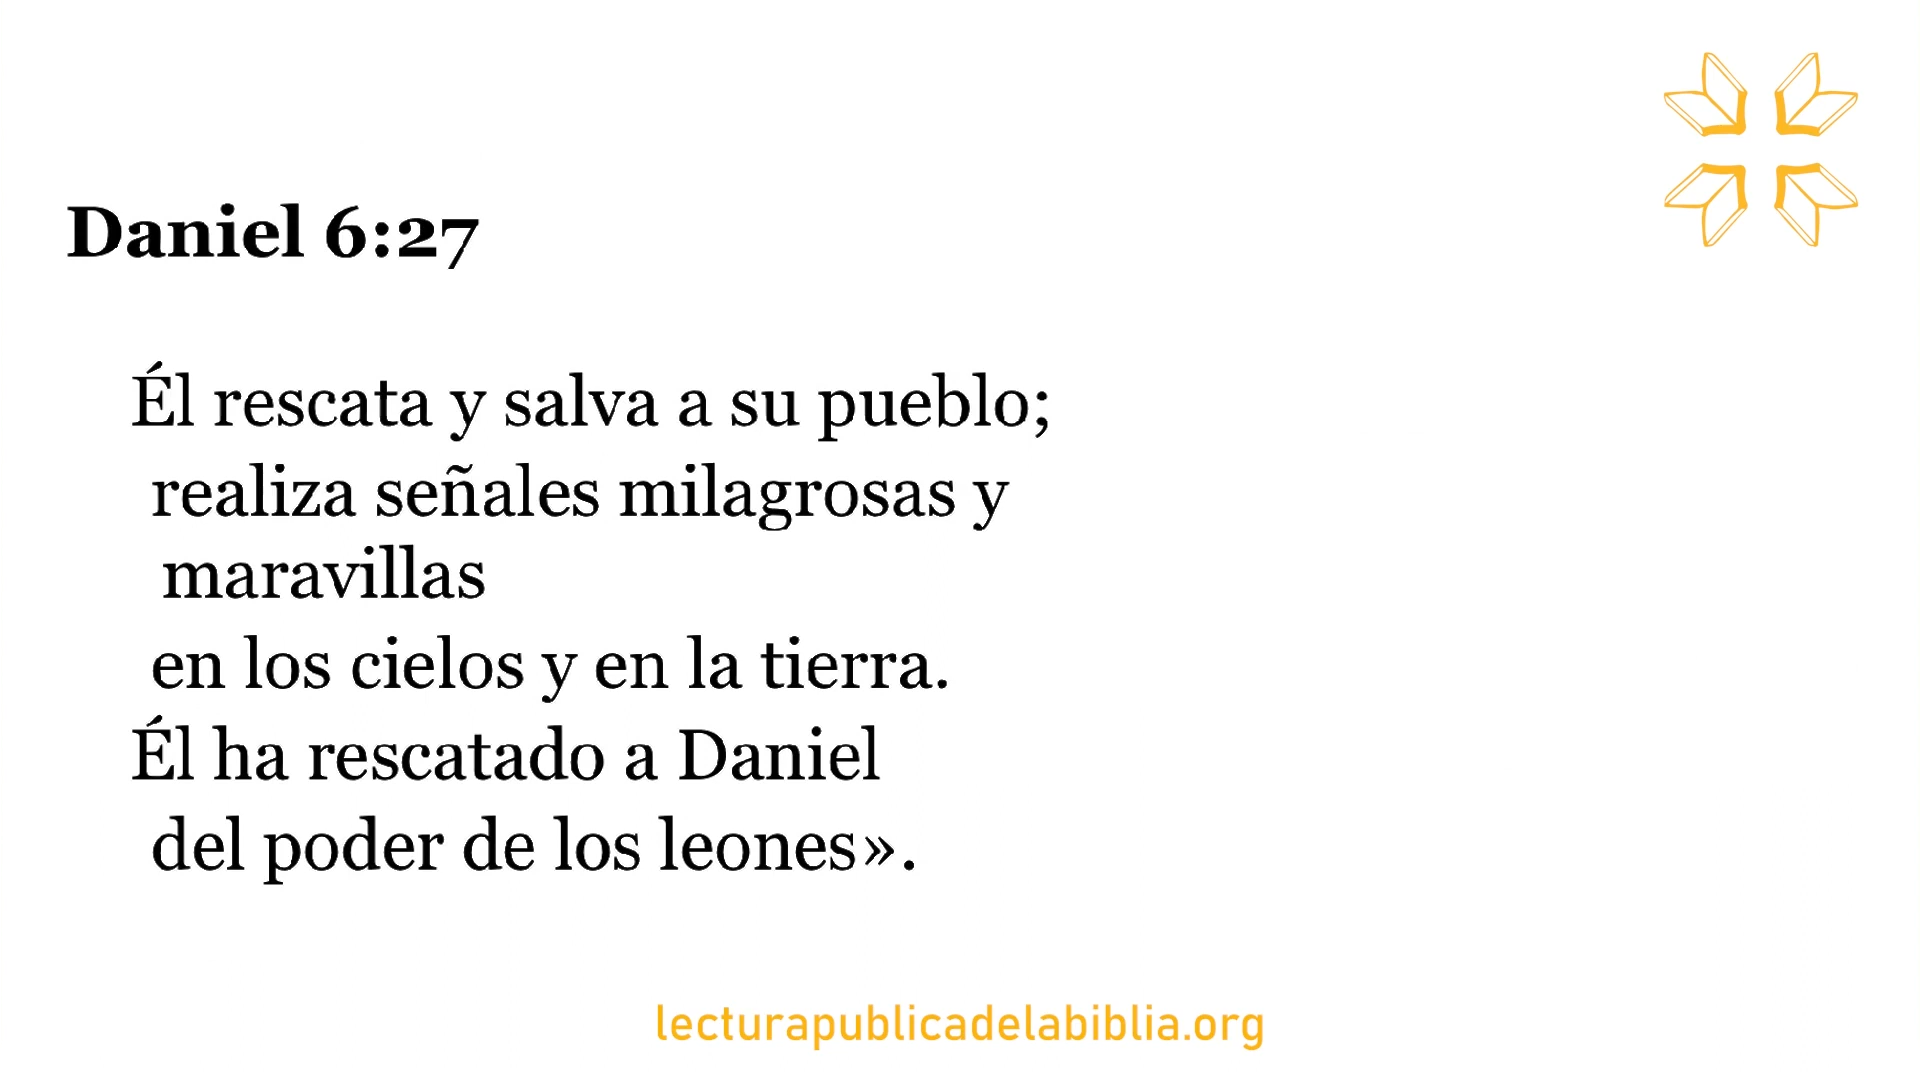 Daniel 6:27
Él rescata y salva a su pueblo;
realiza señales milagrosas y
maravillas
en los cielos y en la tierra.
Él ha rescatado a Daniel
del poder de los leones».
lecturapublicadelabiblia.org